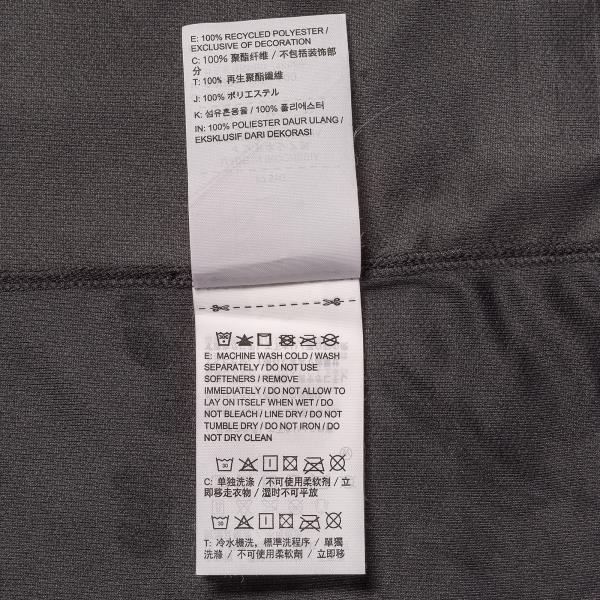 E: 100% RECYCLED POLYESTER /
EXCLUSIVE OF DECORATION
C: 100% 聚酯纤维 / 不包括装饰部
分
T: 100% 再生聚酯纖維
J: 100% ポリエステル
K: 섬유혼용율 / 100% 폴리에스터
IN: 100% POLIESTER DAUR ULANG /
EKSKLUSIF DARI DEKORASI
E: MACHINE WASH COLD / WASH
SEPARATELY / DO NOT USE
SOFTENERS / REMOVE
IMMEDIATELY / DO NOT ALLOW TO
LAY ON ITSELF WHEN WET / DO
NOT BLEACH / LINE DRY / DO NOT
TUMBLE DRY / DO NOT IRON / DO
NOT DRY CLEAN
C: 单独洗涤 / 不可使用柔软剂 / 立
即移走衣物 / 湿时不可平放
T: 冷水機洗，標準洗程序 / 單獨
洗滌 / 不可使用柔軟劑 / 立即移